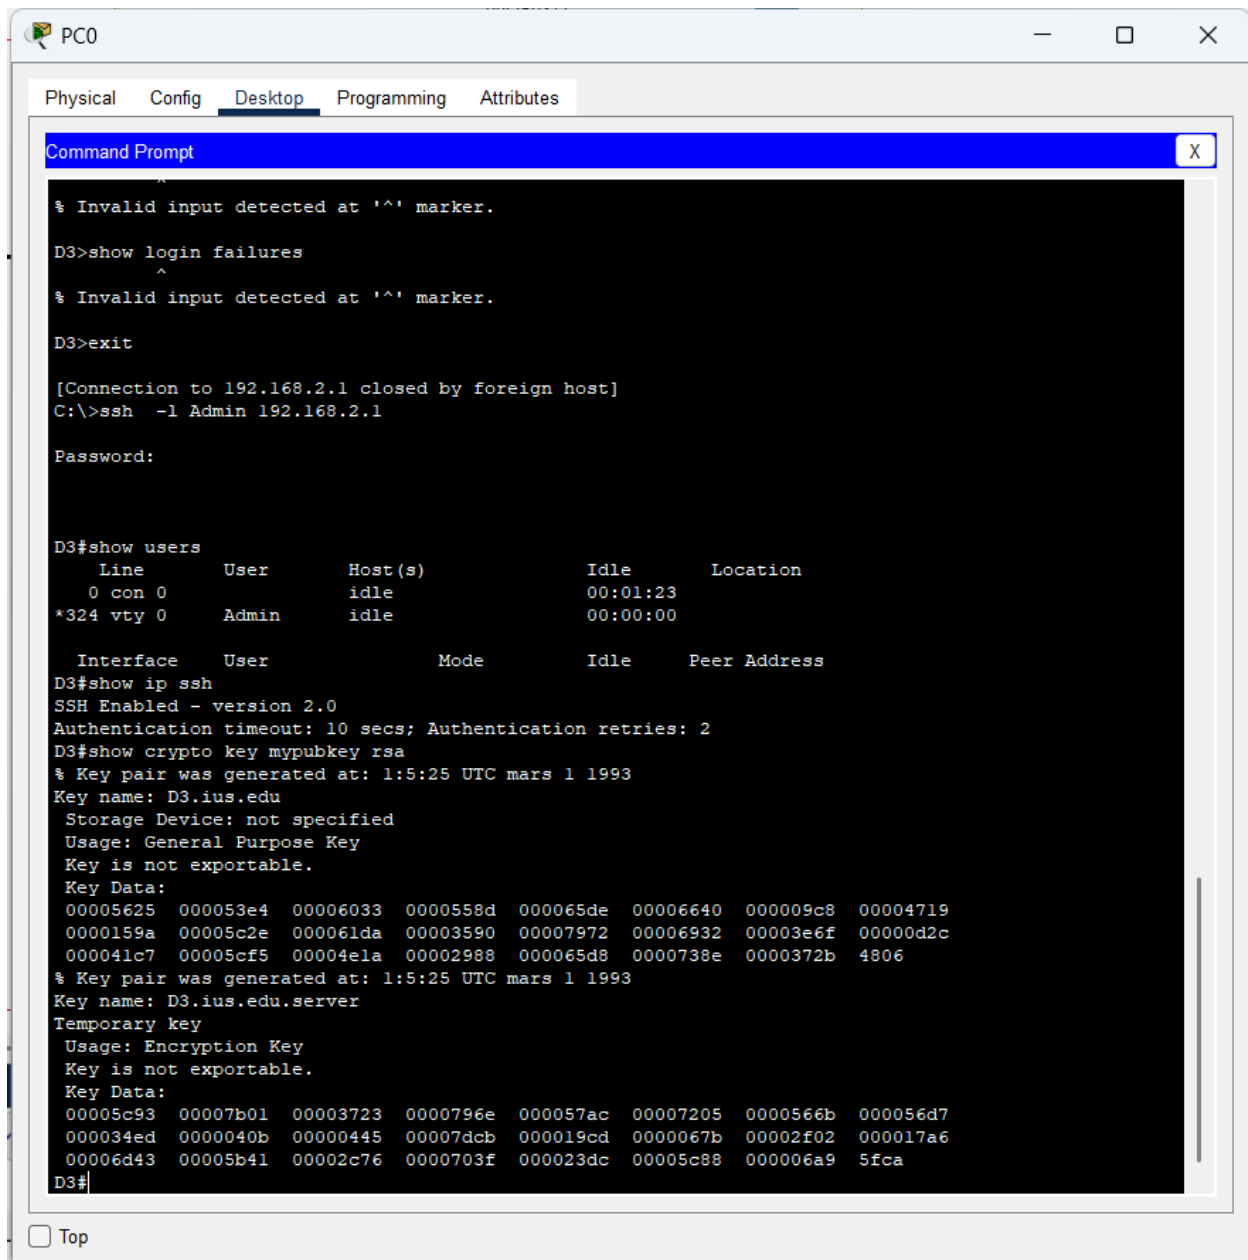 PC0
Physical Config Desktop Programming Attributes
Command Prompt X
^
% Invalid input detected at '^' marker.
D3>show login failures
^
% Invalid input detected at '^' marker.
D3>exit
[Connection to 192.168.2.1 closed by foreign host]
C:\>ssh  -l Admin 192.168.2.1
Password:
D3#show users
Line User Host(s) Idle Location
0 con 0 idle 00:01:23
*324 vty 0 Admin idle 00:00:00
Interface User Mode Idle Peer Address
D3#show ip ssh
SSH Enabled - version 2.0
Authentication timeout: 10 secs; Authentication retries: 2
D3#show crypto key mypubkey rsa
% Key pair was generated at: 1:5:25 UTC mars 1 1993
Key name: D3.ius.edu
Storage Device: not specified
Usage: General Purpose Key
Key is not exportable.
Key Data:
00005625 000053e4 00006033 0000558d 000065de 00006640 000009c8 00004719
0000159a 00005c2e 000061da 00003590 00007972 00006932 00003e6f 00000d2c
000041c7 00005cf5 00004e1a 00002988 000065d8 0000738e 0000372b 4806
% Key pair was generated at: 1:5:25 UTC mars 1 1993
Key name: D3.ius.edu.server
Temporary key
Usage: Encryption Key
Key is not exportable.
Key Data:
00005c93 00007b01 00003723 0000796e 000057ac 00007205 0000566b 000056d7
000034ed 0000040b 00000445 00007dcb 000019cd 0000067b 00002f02 000017a6
00006d43 00005b41 00002c76 0000703f 000023dc 00005c88 000006a9 5fca
D3#
Top